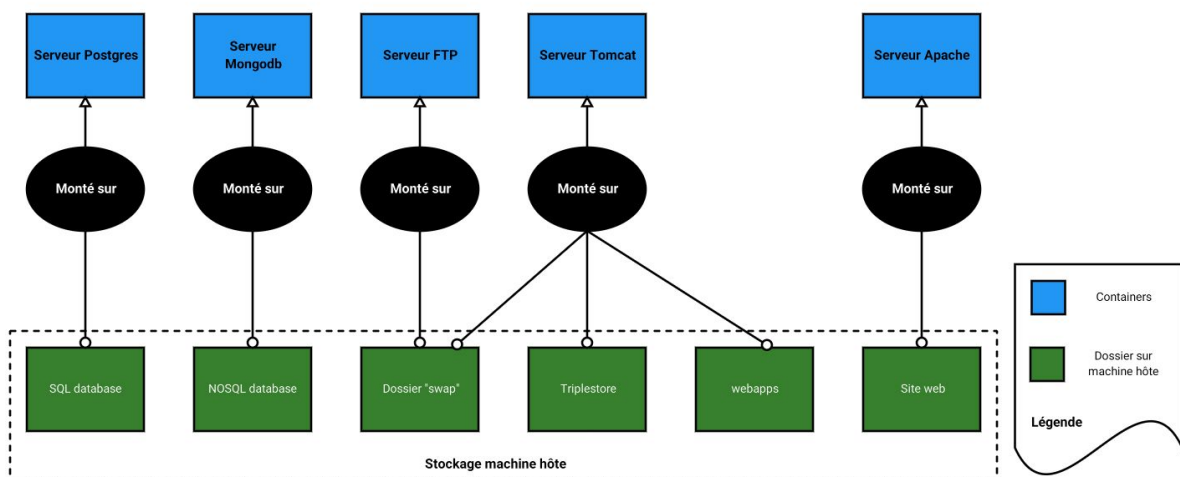 Serveur Postgres
Serveur
Mongodb
Serveur FTP
Serveur Tomcat
Serveur Apache
Monté sur
Monté sur
Monté sur
Monté sur
Monté sur
SQL database
NOSQL database
Dossier "swap"
Triplestore
webapps
Site web
Stockage machine hôte
Containers
Dossier sur
machine hôte
Légende